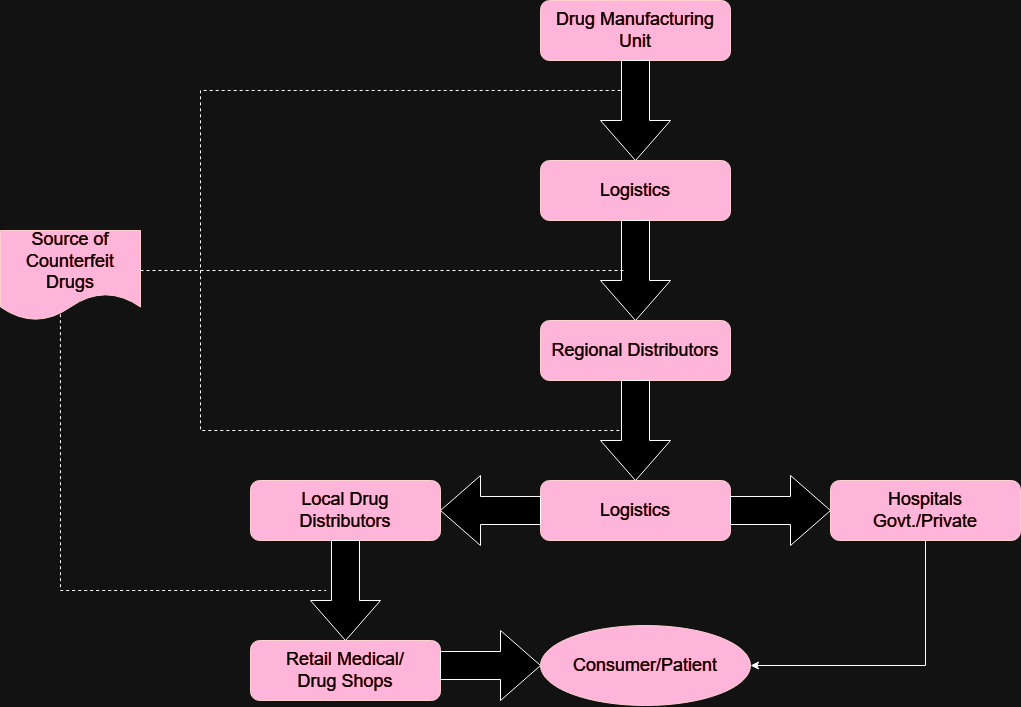 Drug Manufacturing
Unit
Logistics
Source of
Counterfeit
Drugs
Regional Distributors
Local Drug
Distributors
Logistics
Hospitals
Govt./Private
Retail Medical/
Drug Shops
Consumer/Patient